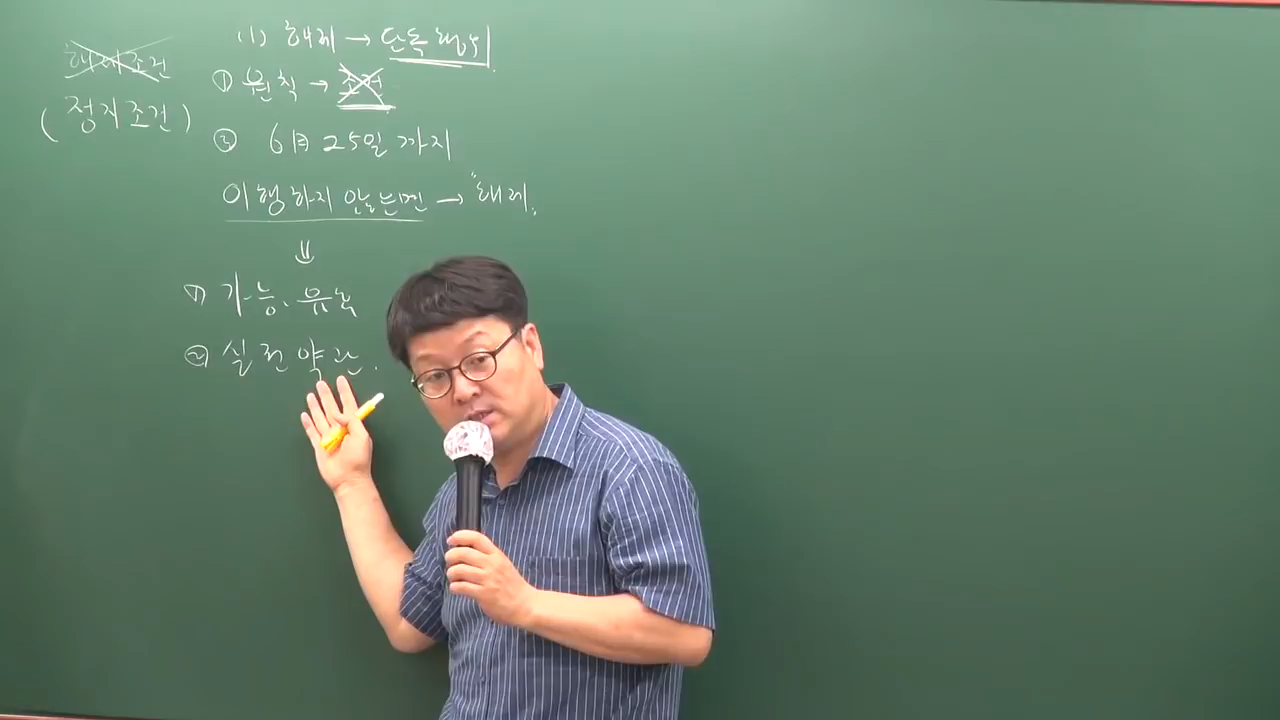 (1) 해제 → 단독행위
① 원칙 → 조건
해제조건
(정지조건)
③ 6月 25일 까지
이행하지 않는다면 → "해제.
⇓
① 가능. 유효
② 실권약관.